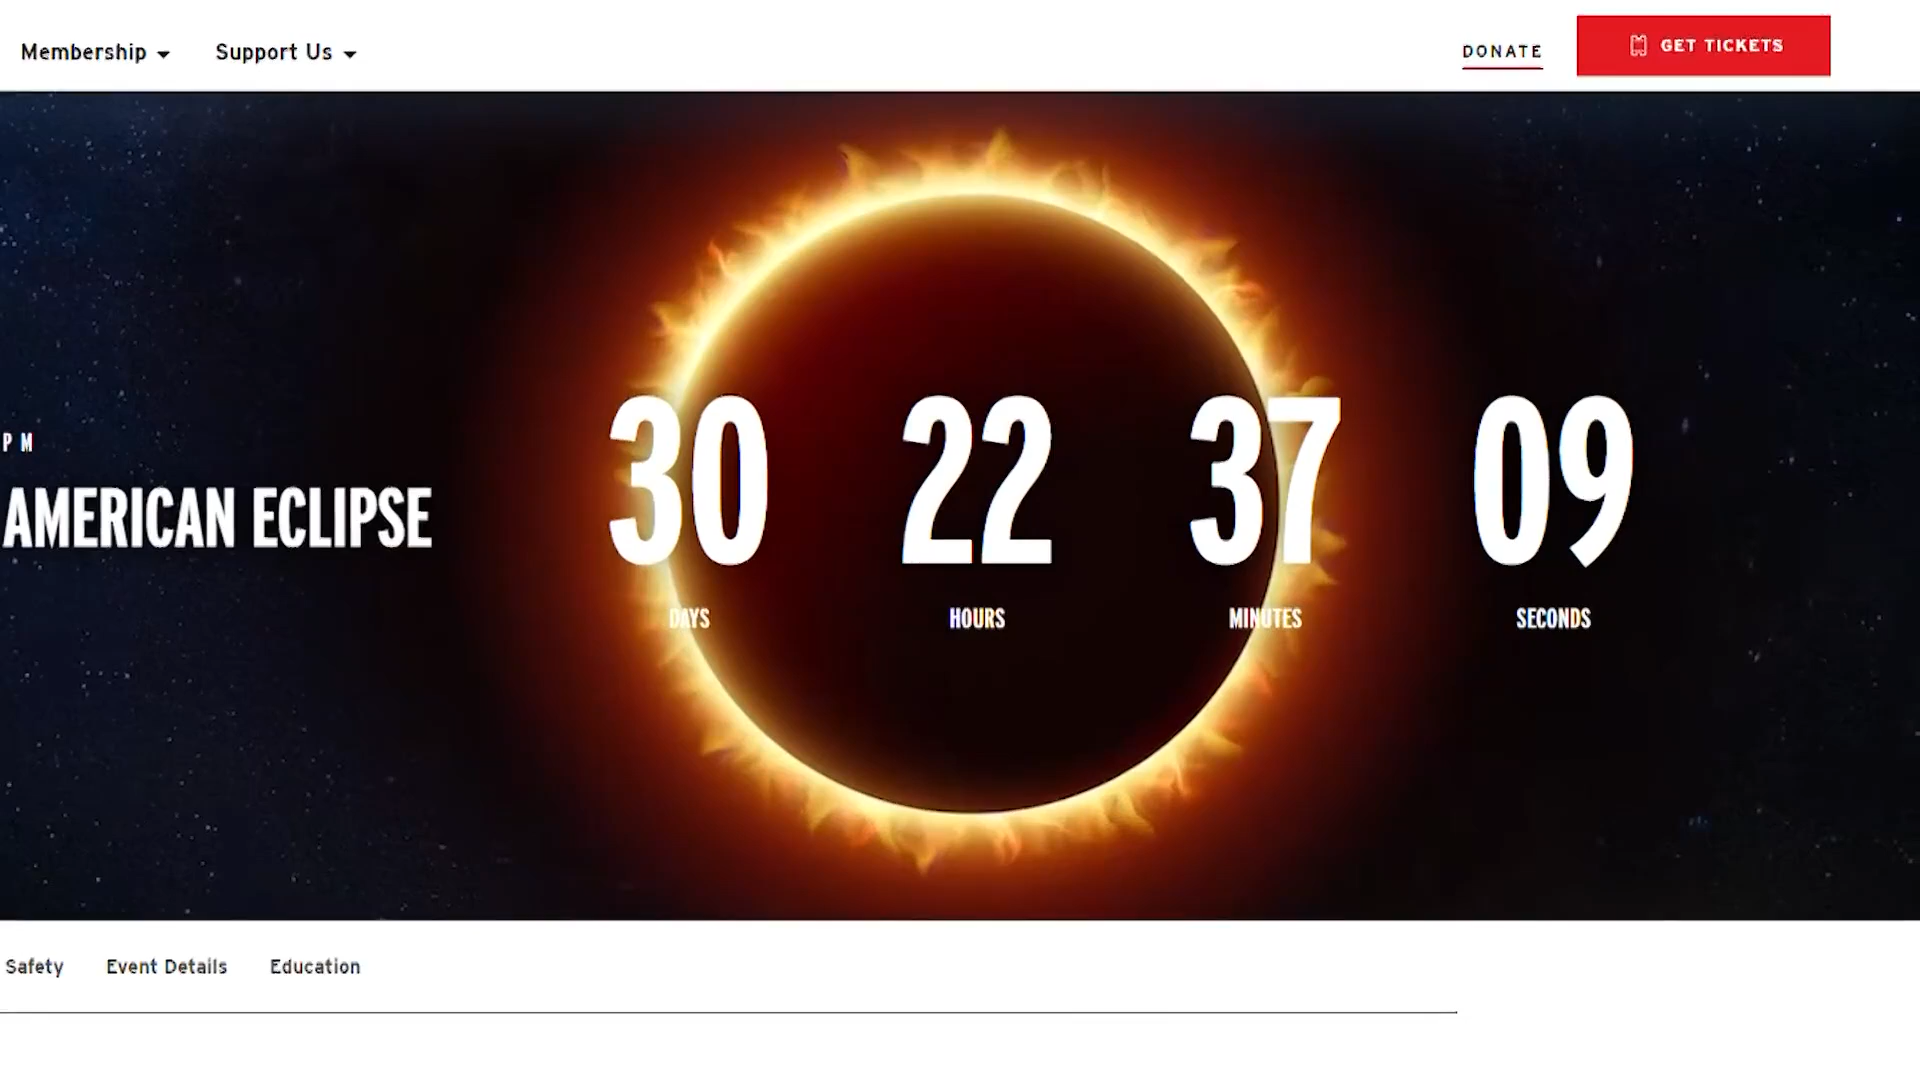 Membership Support Us DONATE GET TICKETS
PM
AMERICAN ECLIPSE
30 22 37 09
DAYS HOURS MINUTES SECONDS
Safety Event Details Education